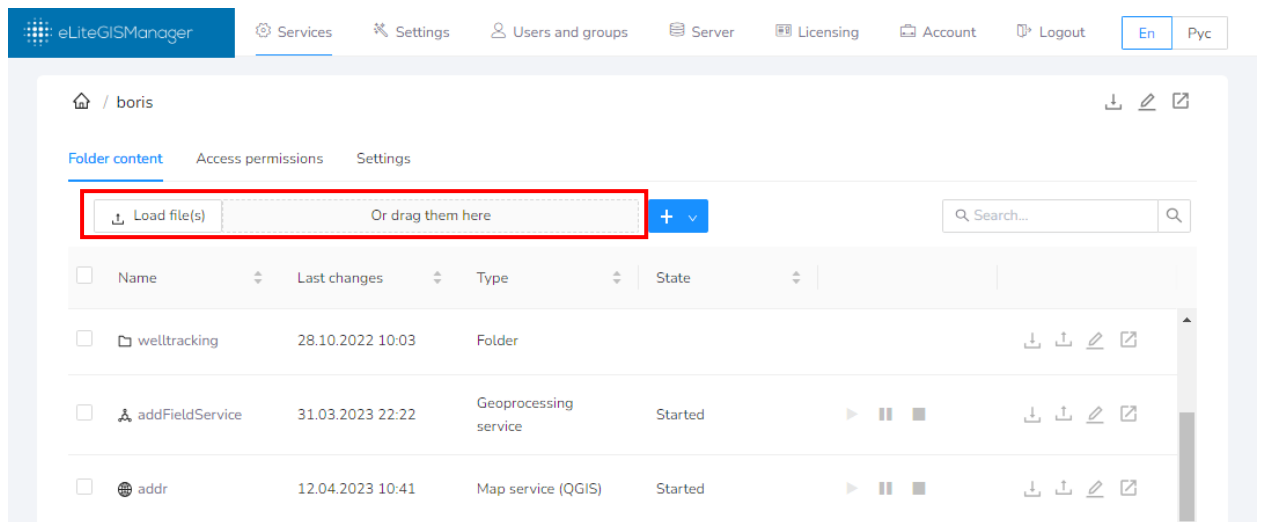 eLiteGISManager Services Settings Users and groups Server Licensing Account Logout En Рус
/ boris
Folder content Access permissions Settings
Load file(s) Or drag them here + Search...
Name Last changes Type State
welltracking 28.10.2022 10:03 Folder
addFieldService 31.03.2023 22:22 Geoprocessing service Started
addr 12.04.2023 10:41 Map service (QGIS) Started